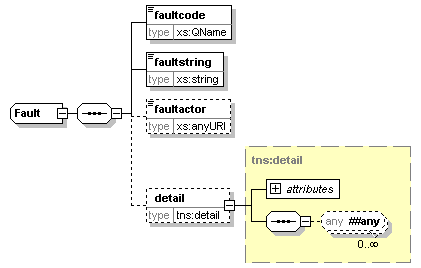 faultcode
type xs:QName
faultstring
type xs:string
Fault
faultactor
type xs:anyURI
tns:detail
detail
type tns:detail
attributes
any ##any
0..∞